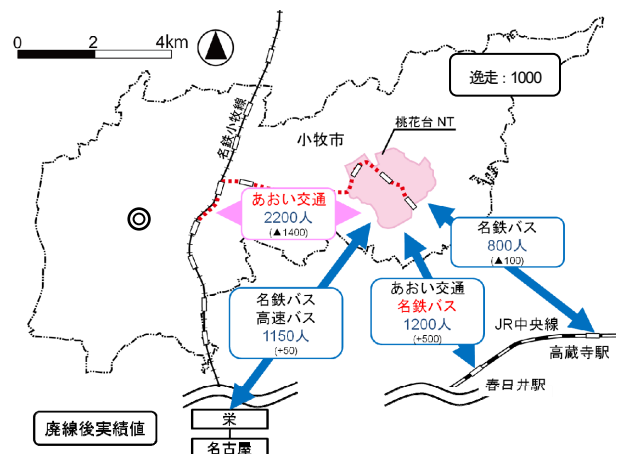 0 2 4km
逸走 : 1000
名鉄小牧線
小牧市
桃花台 NT
あおい交通
2200人
(▲1400)
名鉄バス
800人
(▲100)
名鉄バス
高速バス
1150人
(+50)
あおい交通
名鉄バス
1200人
(+500)
JR中央線
高蔵寺駅
春日井駅
廃線後実績値
栄
名古屋